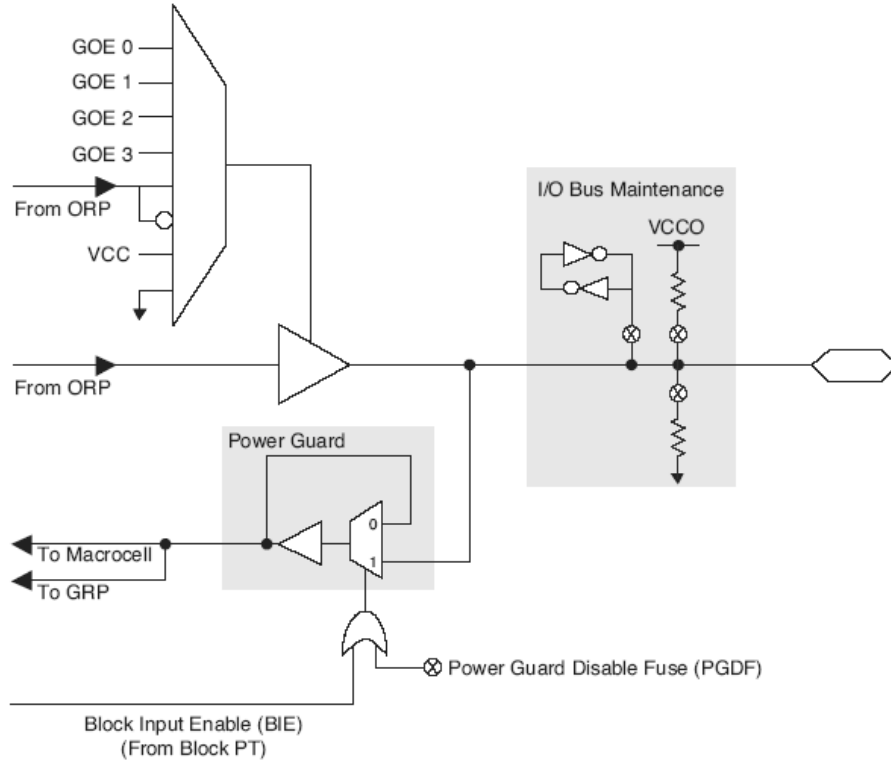 GOE 0
GOE 1
GOE 2
GOE 3
From ORP
VCC
From ORP
I/O Bus Maintenance
VCCO
Power Guard
0
1
To Macrocell
To GRP
Power Guard Disable Fuse (PGDF)
Block Input Enable (BIE)
(From Block PT)